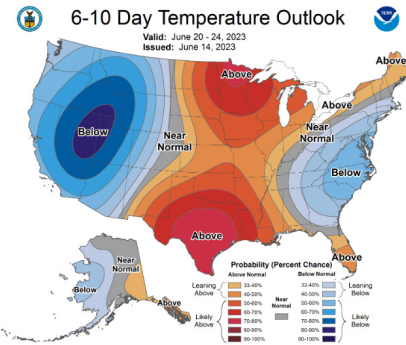 6-10 Day Temperature Outlook
Valid: June 20 - 24, 2023
Issued: June 14, 2023
NOAA
Above
Above
Above
Below
Near
Normal
Near
Normal
Below
Above
Above
Near
Normal
Below
Above
Probability (Percent Chance)
Above Normal
Below Normal
Leaning
Above
Likely
Above
33-40%
40-50%
50-60%
60-70%
70-80%
80-90%
90-100%
Near
Normal
33-40%
40-50%
50-60%
60-70%
70-80%
80-90%
90-100%
Leaning
Below
Likely
Below